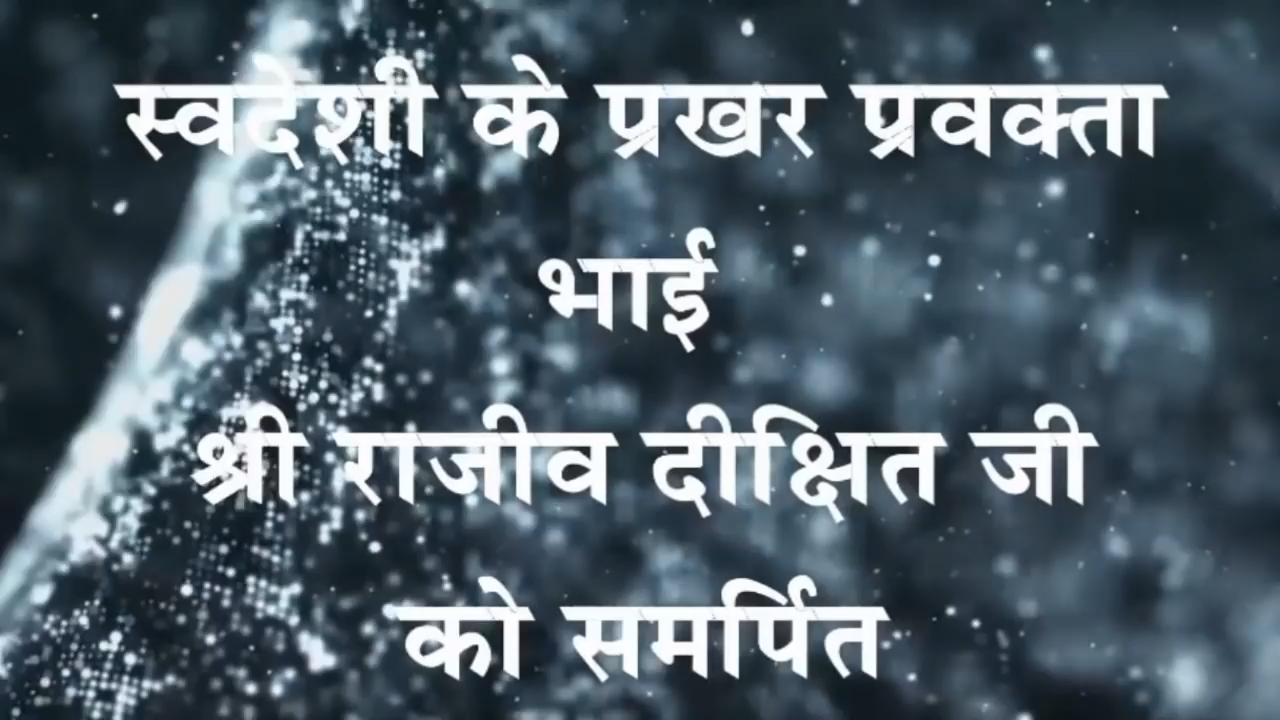 स्वदेशी के प्रखर प्रवक्ता
भाई
श्री राजीव दीक्षित जी
को समर्पित